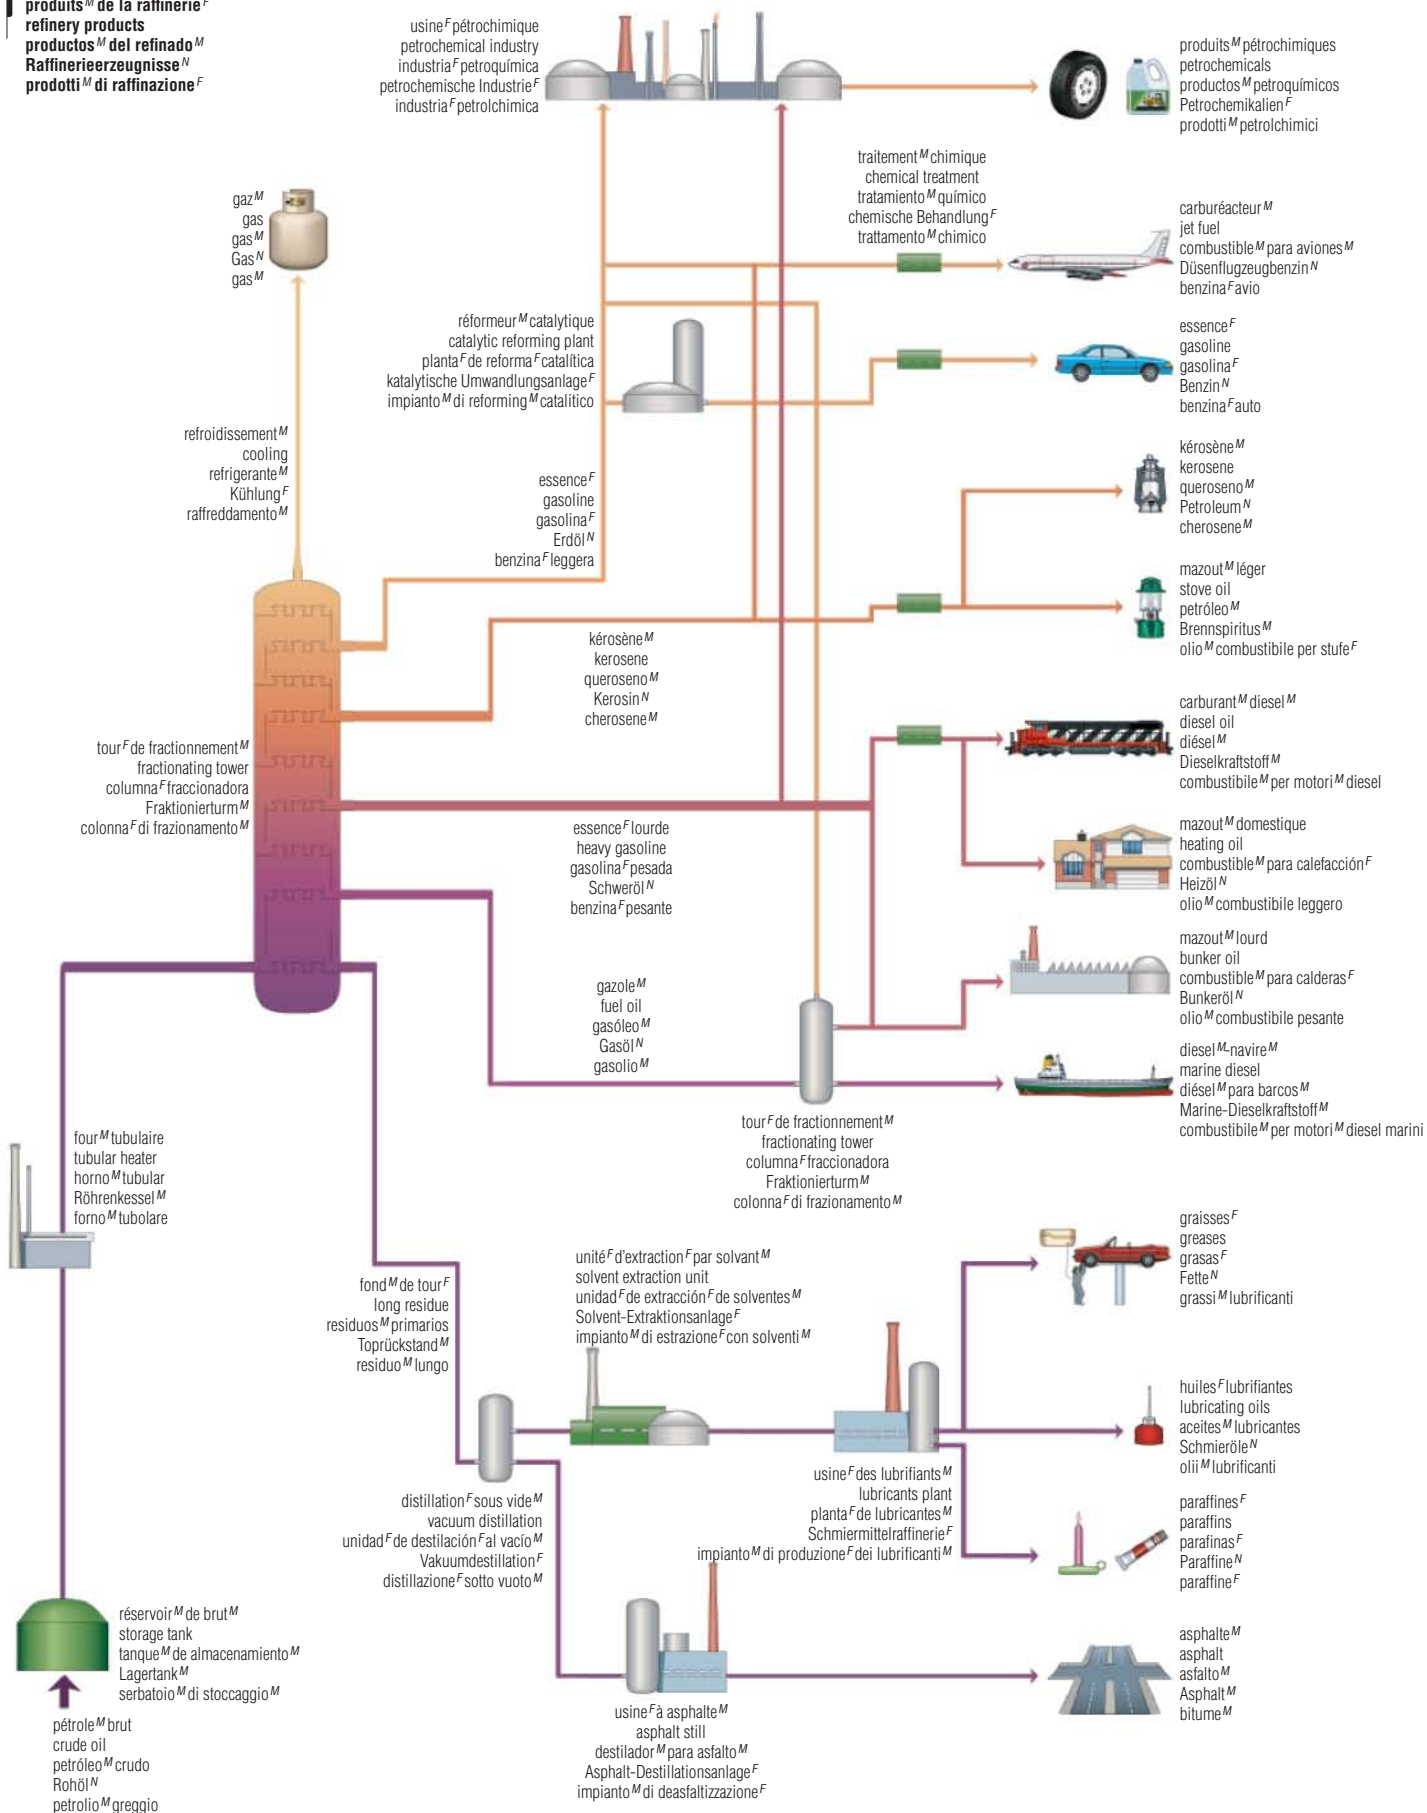 produits M de la raffinerie F
refinery products
productos M del refinado M
Raffinerieerzeugnisse N
prodotti M di raffinazione F
usine F pétrochimique
petrochemical industry
industria F petroquímica
petrochemische Industrie F
industria F petrolchimica
produits M pétrochimiques
petrochemicals
productos M petroquímicos
Petrochemikalien F
prodotti M petrolchimici
traitement M chimique
chemical treatment
tratamiento M químico
chemische Behandlung F
trattamento M chimico
gaz M
gas
gas M
Gas N
gas M
carburéacteur M
jet fuel
combustible M para aviones M
Düsenflugzeugbenzin N
benzina F avio
réformeur M catalytique
catalytic reforming plant
planta F de reforma F catalítica
katalytische Umwandlungsanlage F
impianto M di reforming M catalitico
essence F
gasoline
gasolina F
Benzin N
benzina F auto
refroidissement M
cooling
refrigerante M
Kühlung F
raffreddamento M
essence F
gasoline
gasolina F
Erdöl N
benzina F leggera
kérosène M
kerosene
queroseno M
Petroleum N
cherosene M
mazout M léger
stove oil
petróleo M
Brennspiritus M
olio M combustibile per stufe F
kérosène M
kerosene
queroseno M
Kerosin N
cherosene M
tour F de fractionnement M
fractionating tower
columna F fraccionadora
Fraktionierturm M
colonna F di frazionamento M
carburant M diesel M
diesel oil
diésel M
Dieselkraftstoff M
combustibile M per motori M diesel
essence F lourde
heavy gasoline
gasolina F pesada
Schweröl N
benzina F pesante
mazout M domestique
heating oil
combustible M para calefacción F
Heizöl N
olio M combustibile leggero
mazout M lourd
bunker oil
combustible M para calderas F
Bunkeröl N
olio M combustibile pesante
gazole M
fuel oil
gasóleo M
Gasöl N
gasolio M
diesel M-navire M
marine diesel
diésel M para barcos M
Marine-Dieselkraftstoff M
combustibile M per motori M diesel marini
tour F de fractionnement M
fractionating tower
columna F fraccionadora
Fraktionierturm M
colonna F di frazionamento M
four M tubulaire
tubular heater
horno M tubular
Röhrenkessel M
forno M tubolare
graisses F
greases
grasas F
Fette N
grassi M lubrificanti
unité F d'extraction F par solvant M
solvent extraction unit
unidad F de extracción F de solventes M
Solvent-Extraktionsanlage F
impianto M di estrazione F con solventi M
fond M de tour F
long residue
residuos M primarios
Toprückstand M
residuo M lungo
huiles F lubrifiantes
lubricating oils
aceites M lubricantes
Schmieröle N
olii M lubrificanti
usine F des lubrifiants M
lubricants plant
planta F de lubricantes M
Schmiermittelraffinerie F
impianto M di produzione F dei lubrificanti M
distillation F sous vide M
vacuum distillation
unidad F de destilación F al vacío M
Vakuumdestillation F
distillazione F sotto vuoto M
paraffines F
paraffins
parafinas F
Paraffine N
paraffine F
réservoir M de brut M
storage tank
tanque M de almacenamiento M
Lagertank M
serbatoio M di stoccaggio M
asphalte M
asphalt
asfalto M
Asphalt M
bitume M
usine F à asphalte M
asphalt still
destilador M para asfalto M
Asphalt-Destillationsanlage F
impianto M di deasfaltizzazione F
pétrole M brut
crude oil
petróleo M crudo
Rohöl N
petrolio M greggio